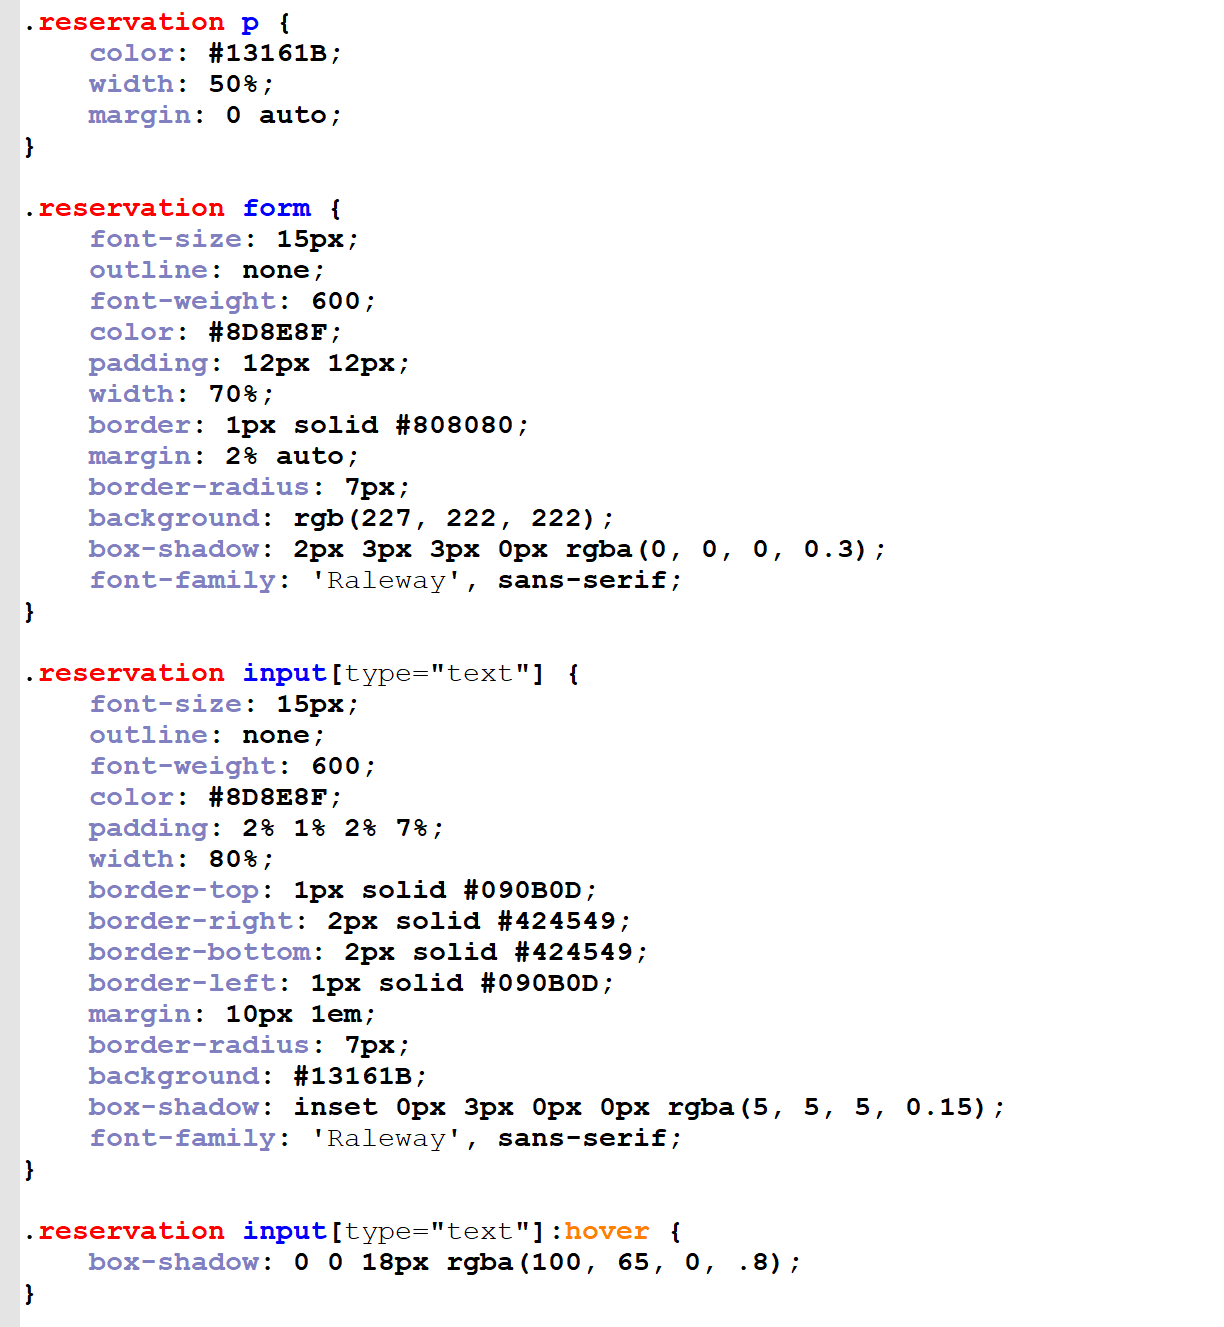 .reservation p {
    color: #13161B;
    width: 50%;
    margin: 0 auto;
}

.reservation form {
    font-size: 15px;
    outline: none;
    font-weight: 600;
    color: #8D8E8F;
    padding: 12px 12px;
    width: 70%;
    border: 1px solid #808080;
    margin: 2% auto;
    border-radius: 7px;
    background: rgb(227, 222, 222);
    box-shadow: 2px 3px 3px 0px rgba(0, 0, 0, 0.3);
    font-family: 'Raleway', sans-serif;
}

.reservation input[type="text"] {
    font-size: 15px;
    outline: none;
    font-weight: 600;
    color: #8D8E8F;
    padding: 2% 1% 2% 7%;
    width: 80%;
    border-top: 1px solid #090B0D;
    border-right: 2px solid #424549;
    border-bottom: 2px solid #424549;
    border-left: 1px solid #090B0D;
    margin: 10px 1em;
    border-radius: 7px;
    background: #13161B;
    box-shadow: inset 0px 3px 0px 0px rgba(5, 5, 5, 0.15);
    font-family: 'Raleway', sans-serif;
}

.reservation input[type="text"]:hover {
    box-shadow: 0 0 18px rgba(100, 65, 0, .8);
}